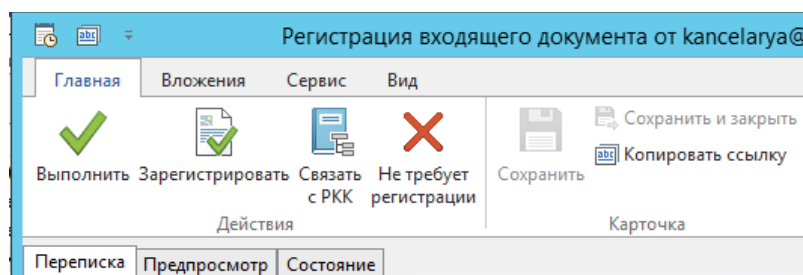 Регистрация входящего документа от kancelarya@
Главная Вложения Сервис Вид
Выполнить Зарегистрировать Связать с РКК Не требует регистрации Сохранить
Сохранить и закрыть
abc Копировать ссылку
Действия Карточка
Переписка Предпросмотр Состояние